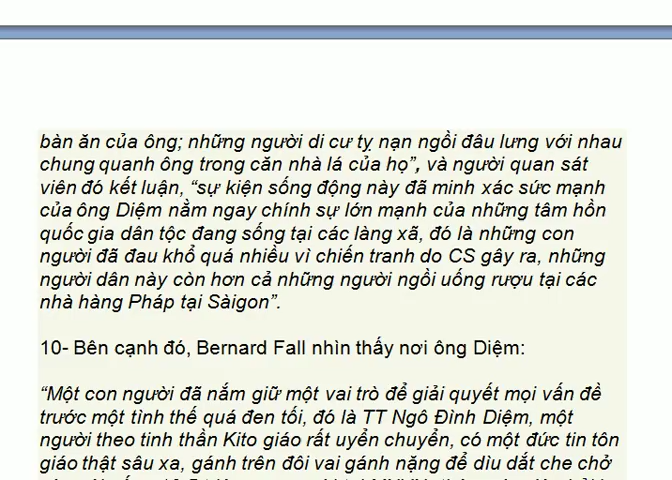 bàn ăn của ông; những người di cư tỵ nạn ngồi đâu lưng với nhau
chung quanh ông trong căn nhà lá của họ”, và người quan sát
viên đó kết luận, “sự kiện sống động này đã minh xác sức mạnh
của ông Diệm nằm ngay chính sự lớn mạnh của những tâm hồn
quốc gia dân tộc đang sống tại các làng xã, đó là những con
người đã đau khổ quá nhiều vì chiến tranh do CS gây ra, những
người dân này còn hơn cả những người ngồi uống rượu tại các
nhà hàng Pháp tại Sàigon”.
10- Bên cạnh đó, Bernard Fall nhìn thấy nơi ông Diệm:
“Một con người đã nắm giữ một vai trò để giải quyết mọi vấn đề
trước một tình thế quá đen tối, đó là TT Ngô Đình Diệm, một
người theo tinh thần Kito giáo rất uyển chuyển, có một đức tin tôn
giáo thật sâu xa, gánh trên đôi vai gánh nặng để dìu dắt che chở